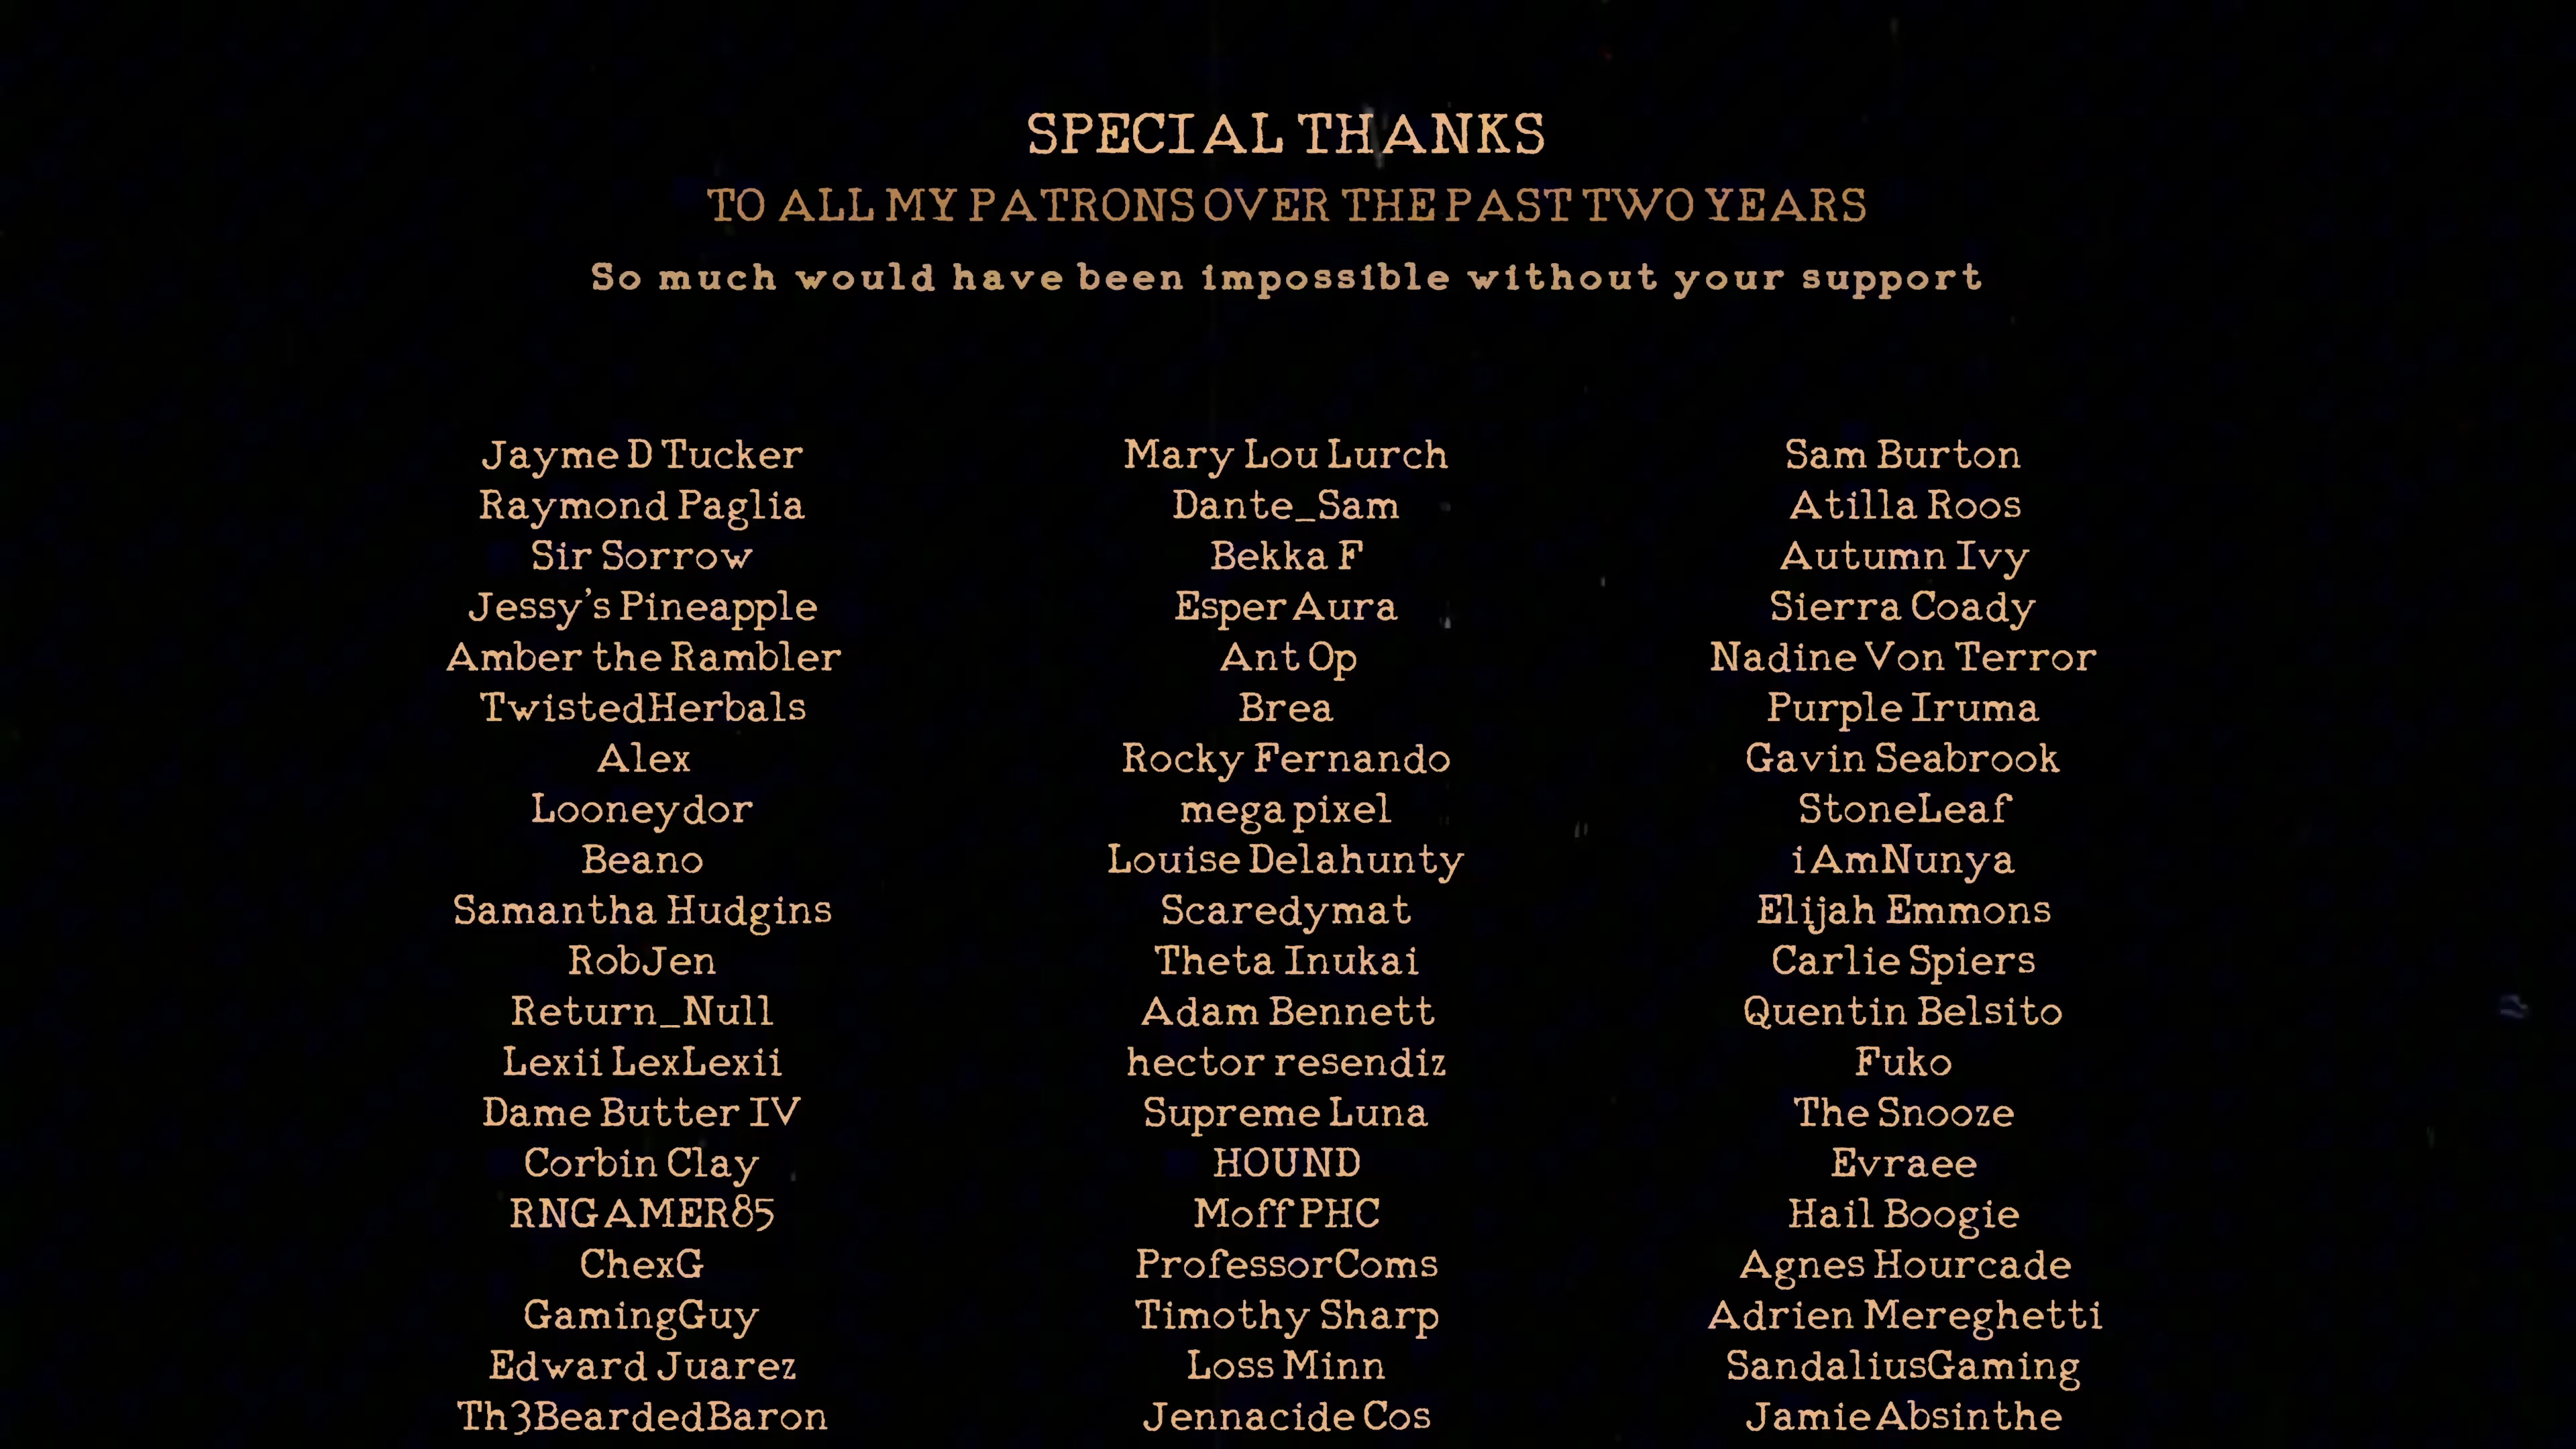 SPECIAL THANKS
TO ALL MY PATRONS OVER THE PAST TWO YEARS
So much would have been impossible without your support
Jayme D Tucker
Raymond Paglia
Sir Sorrow
Jessy's Pineapple
Amber the Rambler
TwistedHerbals
Alex
Looneydor
Beano
Samantha Hudgins
RobJen
Return_Null
Lexii LexLexii
Dame Butter IV
Corbin Clay
RNGAMER85
ChexG
GamingGuy
Edward Juarez
Th3BeardedBaron
Mary Lou Lurch
Dante_Sam
Bekka F
Esper Aura
Ant Op
Brea
Rocky Fernando
mega pixel
Louise Delahunty
Scaredymat
Theta Inukai
Adam Bennett
hector resendiz
Supreme Luna
HOUND
Moff PHC
ProfessorComs
Timothy Sharp
Loss Minn
Jennacide Cos
Sam Burton
Atilla Roos
Autumn Ivy
Sierra Coady
Nadine Von Terror
Purple Iruma
Gavin Seabrook
StoneLeaf
iAmNunya
Elijah Emmons
Carlie Spiers
Quentin Belsito
Fuko
The Snooze
Evraee
Hail Boogie
Agnes Hourcade
Adrien Mereghetti
SandaliusGaming
Jamie Absinthe